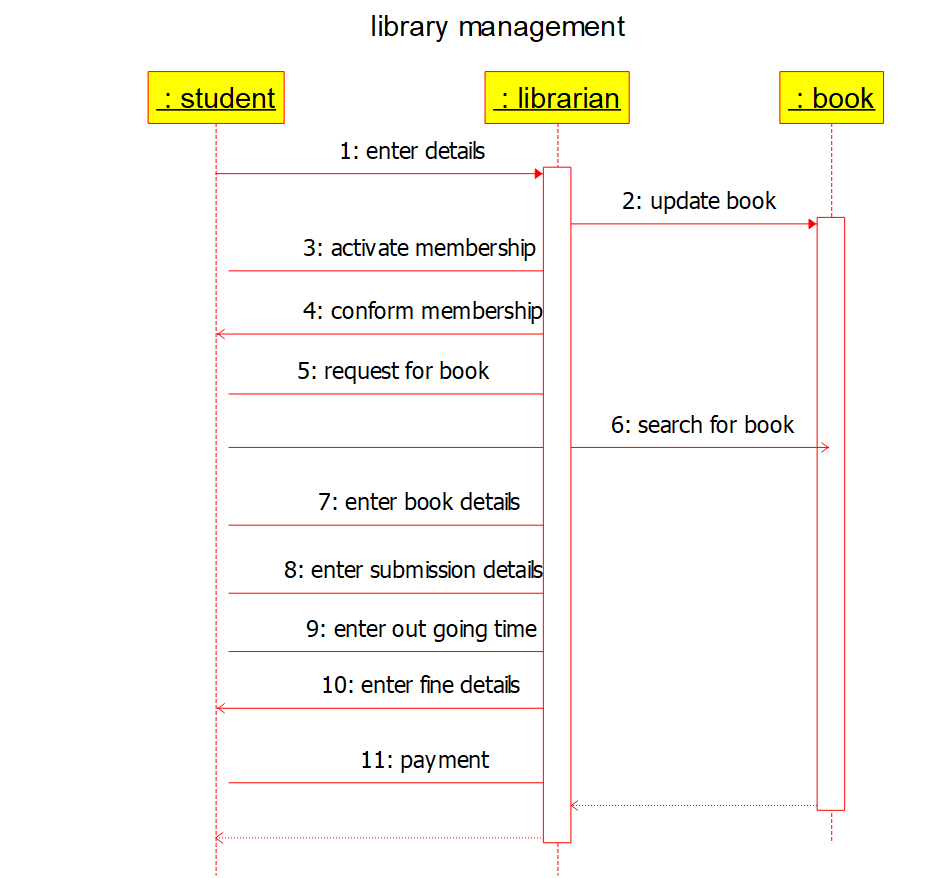 library management
: student
: librarian
: book
1: enter details
2: update book
3: activate membership
4: conform membership
5: request for book
6: search for book
7: enter book details
8: enter submission details
9: enter out going time
10: enter fine details
11: payment